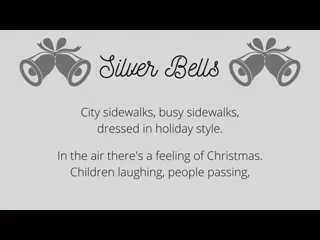 Silver Bells
City sidewalks, busy sidewalks,
dressed in holiday style.
In the air there's a feeling of Christmas.
Children laughing, people passing,